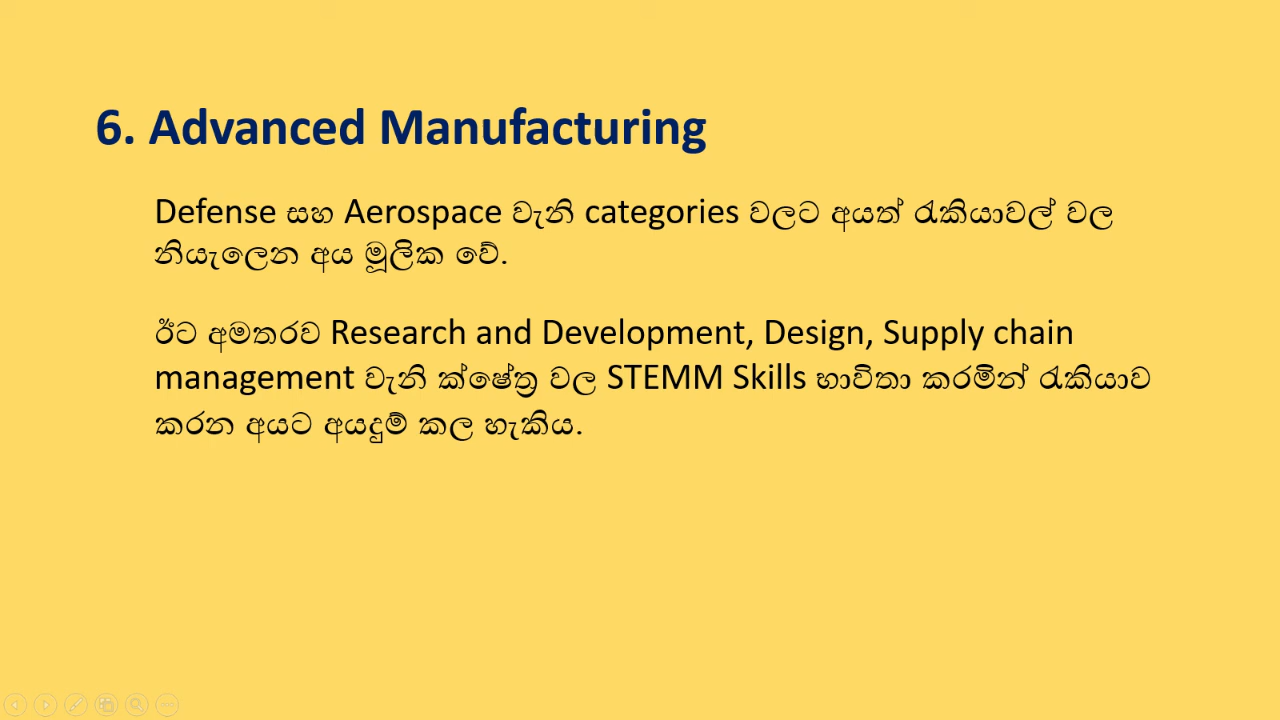 6. Advanced Manufacturing
Defense සහ Aerospace වැනි categories වලට අයත් රැකියාවල් වල
නියැලෙන අය මූලික වේ.
ඊට අමතරව Research and Development, Design, Supply chain
management වැනි ක්ෂේත්‍ර වල STEMM Skills භාවිතා කරමින් රැකියාව
කරන අයට අයදුම් කල හැකිය.